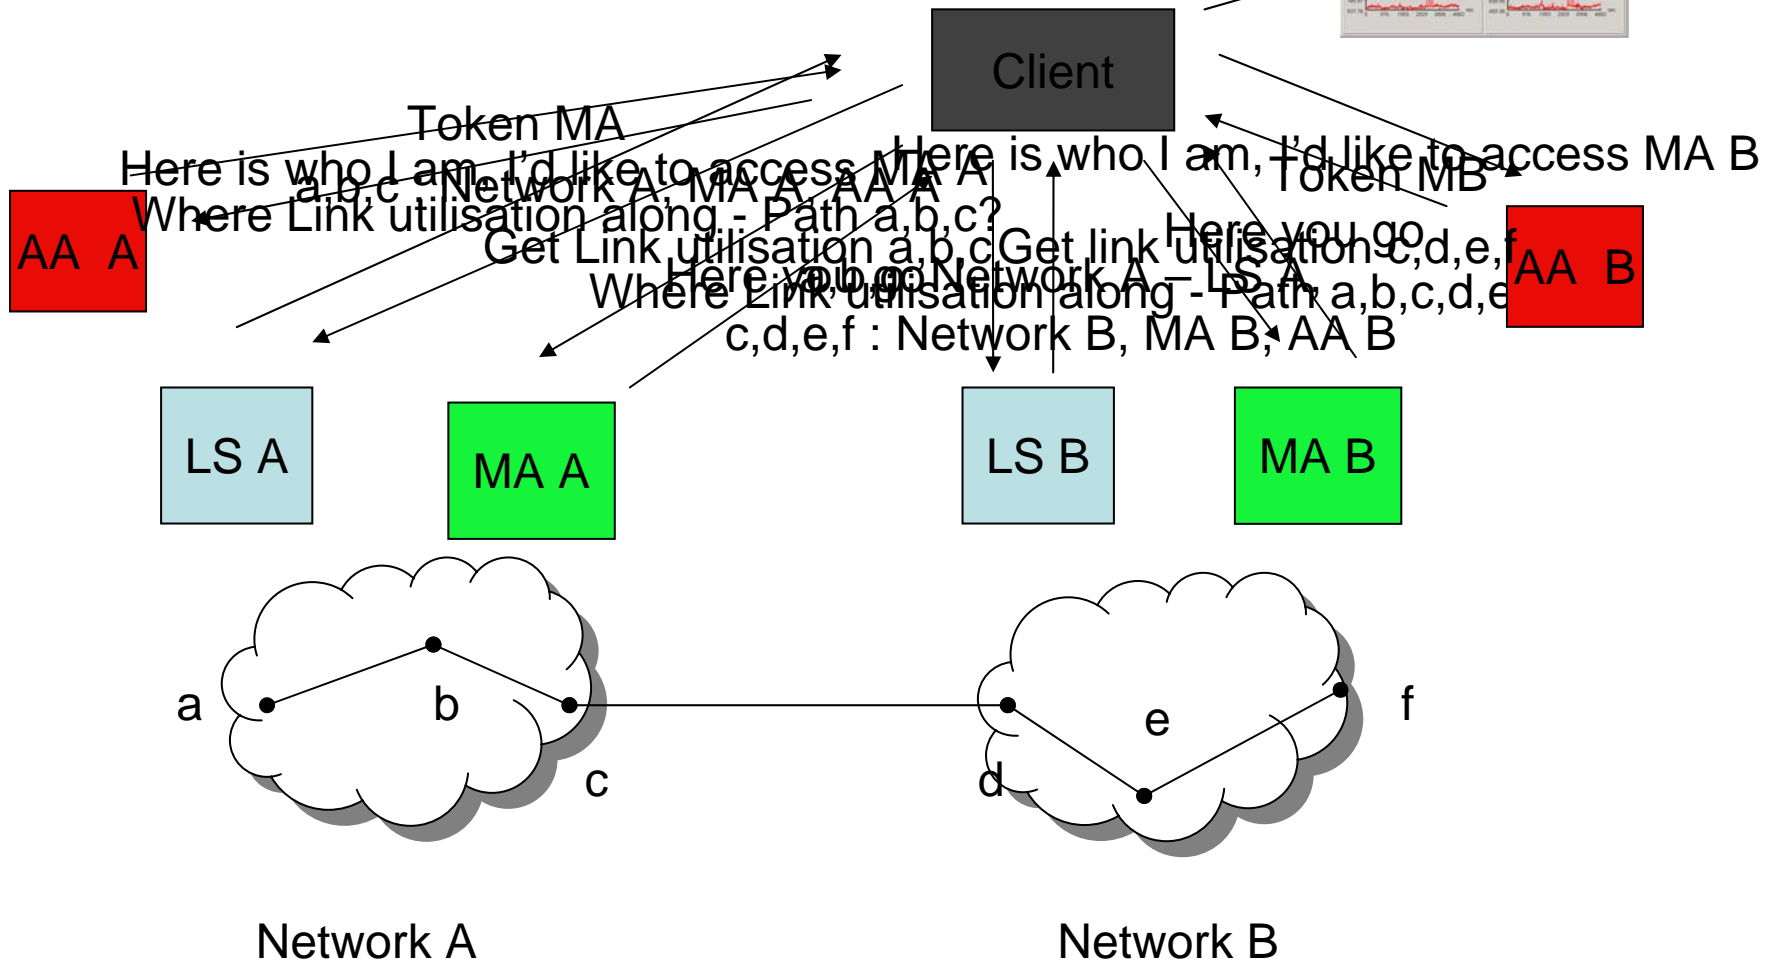 Client
Token MA
Here is who I am, I’d like to access MA A
Here is who I am, I’d like to access MA B
a,b,c : Network A, MA A, AA A
Token MB
Where Link utilisation along - Path a,b,c?
Here you go
Get Link utilisation a,b,c
Get link utilisation c,d,e,f
AA A
AA B
Here you go
a,b,c: Network A – LS A,
Where Link utilisation along - Path a,b,c,d,e
c,d,e,f : Network B, MA B, AA B
LS A
MA A
LS B
MA B
a
b
c
d
e
f
Network A
Network B